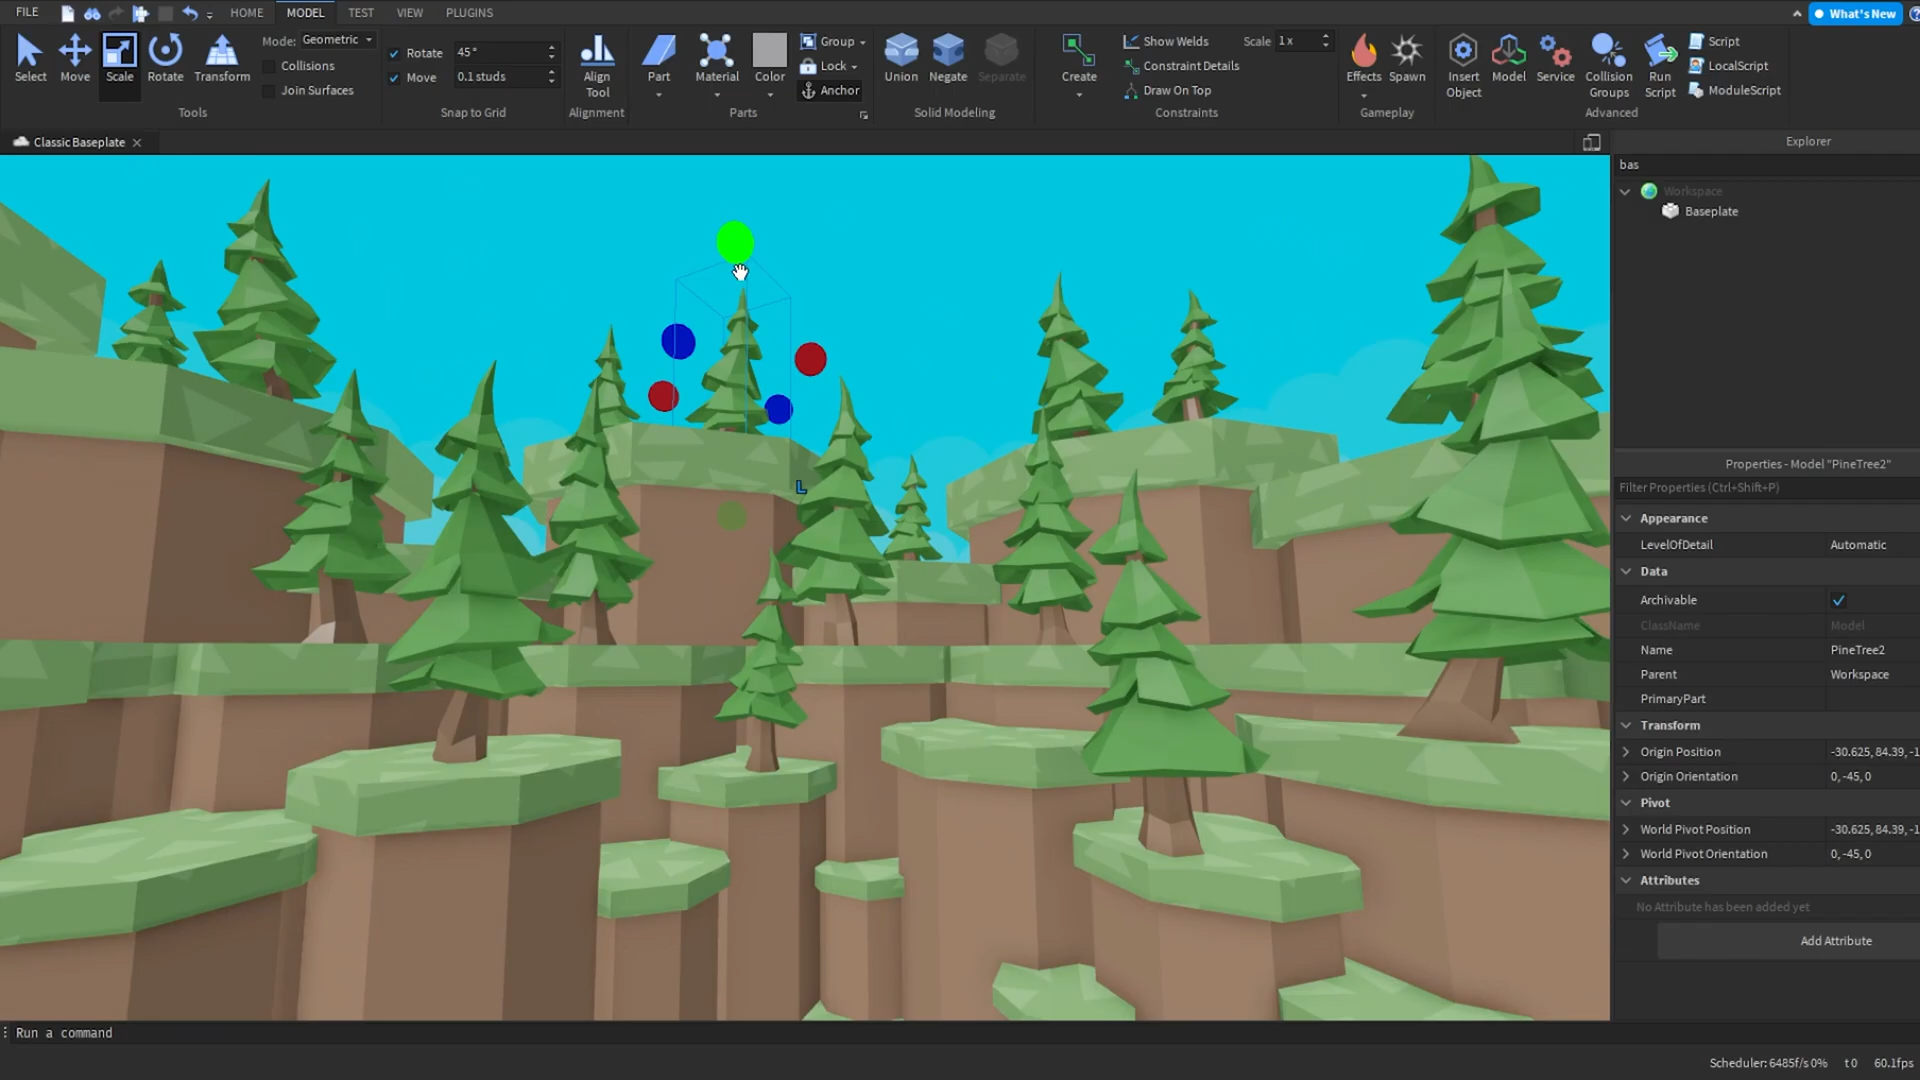 FILE
HOME
MODEL
TEST
VIEW
PLUGINS
What's New
Select
Move
Scale
Rotate
Transform
Mode: Geometric
Collisions
Join Surfaces
Tools
Rotate 45°
Move 0.1 studs
Snap to Grid
Align Tool
Alignment
Part
Material
Color
Group
Lock
Anchor
Parts
Union
Negate
Separate
Solid Modeling
Create
Show Welds
Scale 1x
Constraint Details
Draw On Top
Constraints
Effects
Spawn
Gameplay
Insert Object
Model
Service
Collision Groups
Run Script
Script
LocalScript
ModuleScript
Advanced
Classic Baseplate
Explorer
bas
Workspace
Baseplate
L
Properties - Model "PineTree2"
Filter Properties (Ctrl+Shift+P)
Appearance
LevelOfDetail Automatic
Data
Archivable
ClassName Model
Name PineTree2
Parent Workspace
PrimaryPart
Transform
Origin Position -30.625, 84.39, -1
Origin Orientation 0, -45, 0
Pivot
World Pivot Position -30.625, 84.39, -1
World Pivot Orientation 0, -45, 0
Attributes
No Attribute has been added yet
Add Attribute
Run a command
Scheduler: 6485f/s 0% t 0 60.1fps